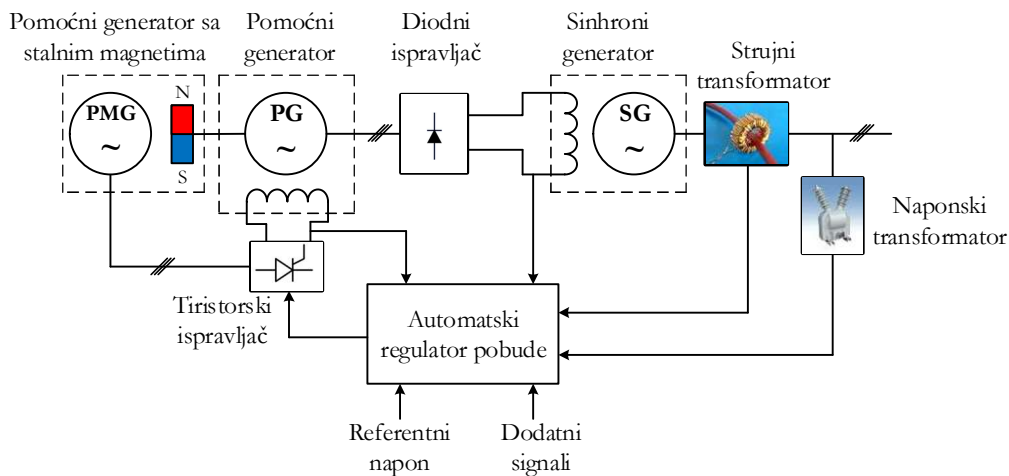 Pomoćni generator sa
stalnim magnetima
Pomoćni
generator
Diodni
ispravljač
Sinhroni
generator
Strujni
transformator
PMG
~
N
S
PG
~
SG
~
Naponski
transformator
Tiristorski
ispravljač
Automatski
regulator pobude
Referentni
napon
Dodatni
signali